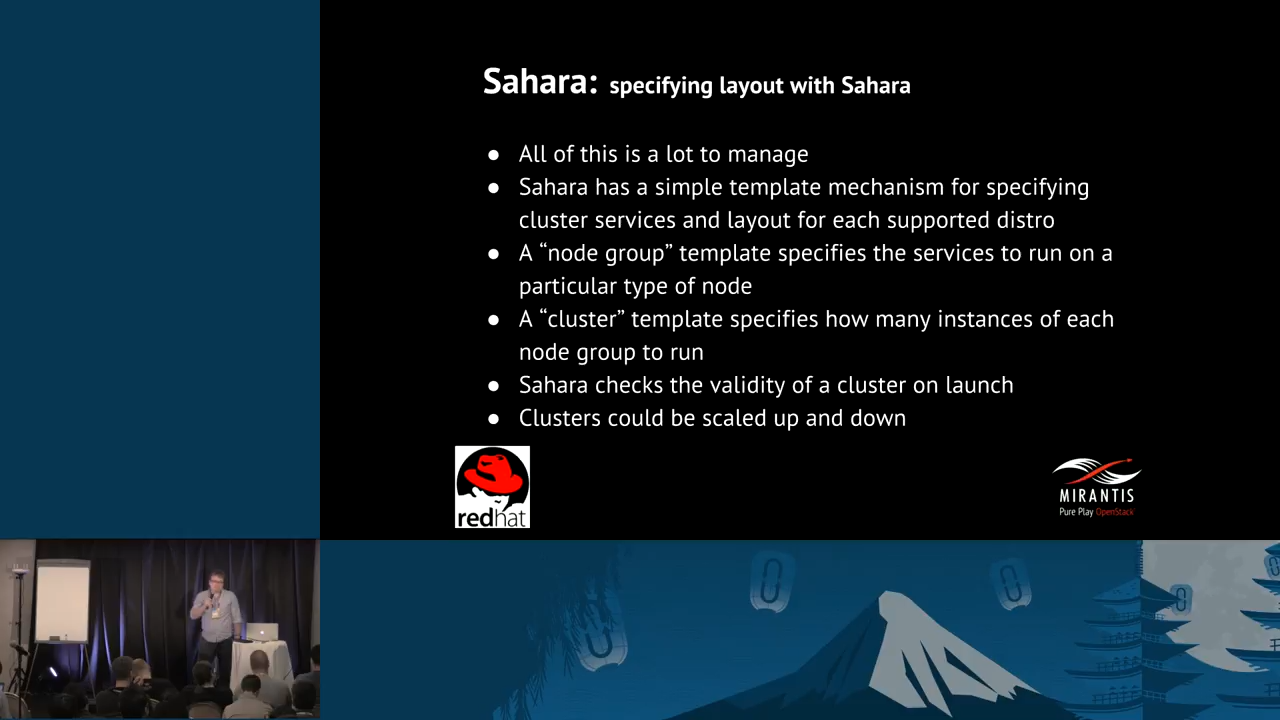 Sahara: specifying layout with Sahara
● All of this is a lot to manage
● Sahara has a simple template mechanism for specifying
cluster services and layout for each supported distro
● A “node group” template specifies the services to run on a
particular type of node
● A “cluster” template specifies how many instances of each
node group to run
● Sahara checks the validity of a cluster on launch
● Clusters could be scaled up and down
redhat
MIRANTIS
Pure Play OpenStack